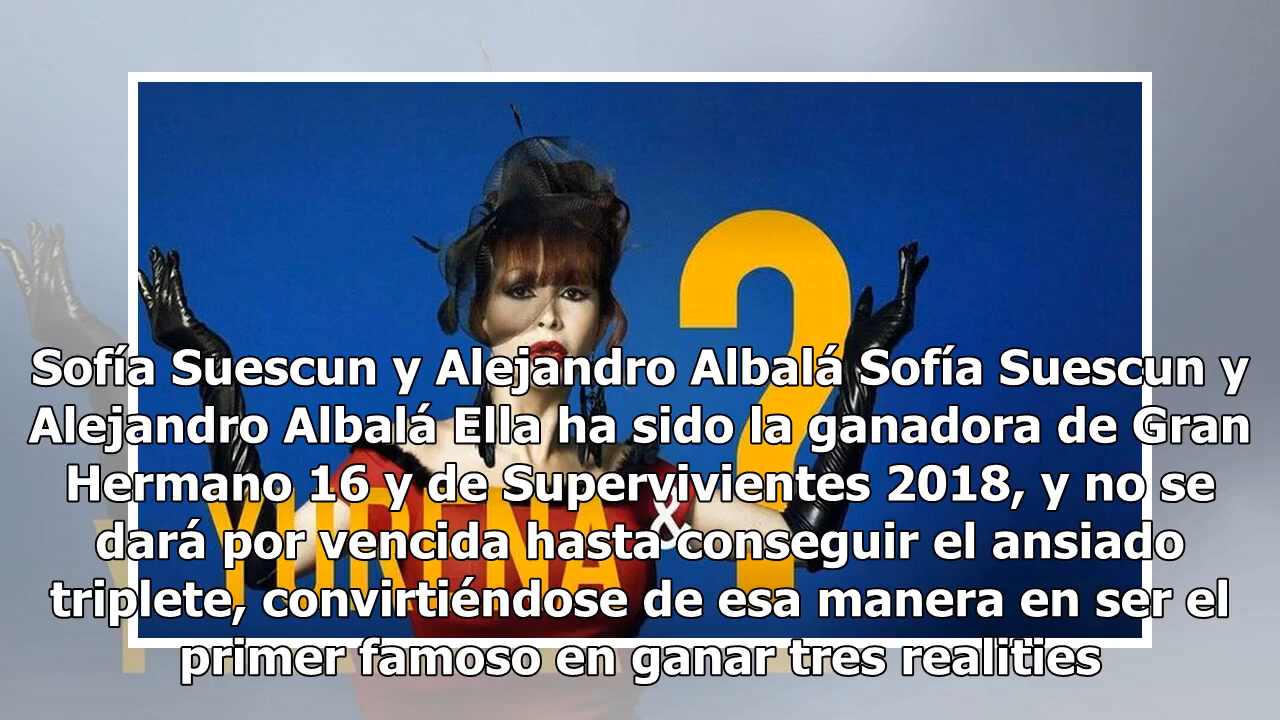 ?
Sofía Suescun y Alejandro Albalá Sofía Suescun y
Alejandro Albalá Ella ha sido la ganadora de Gran
Hermano 16 y de Supervivientes 2018, y no se
YURENA & 
dará por vencida hasta conseguir el ansiado
triplete, convirtiéndose de esa manera en ser el
primer famoso en ganar tres realities